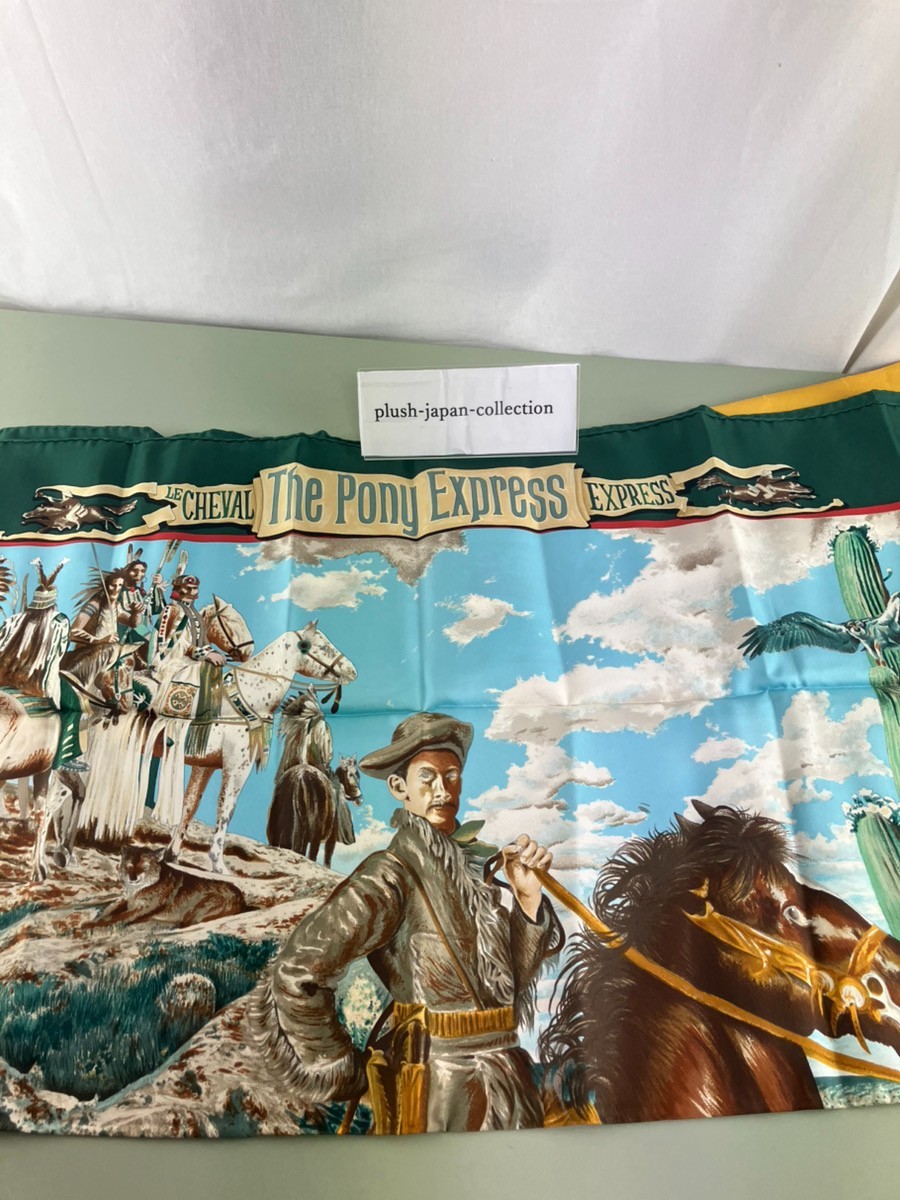 plush-japan-collection
LE CHEVAL The Pony Express EXPRESS